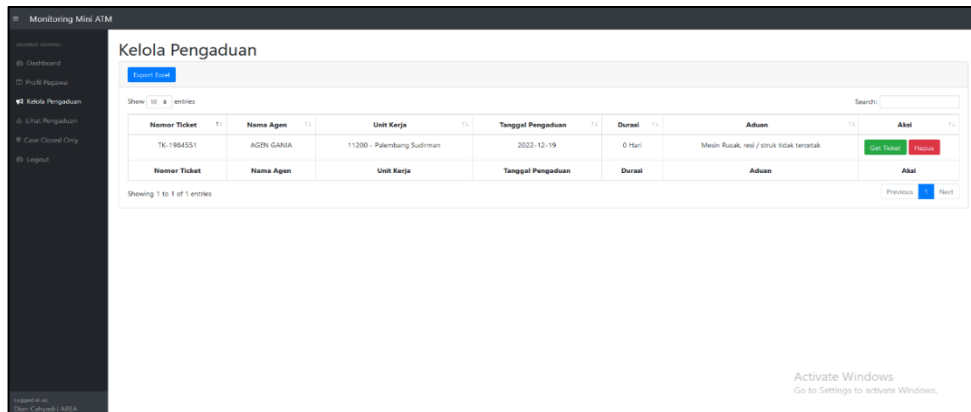 Monitoring Mini ATM
Dashboard
Profil Pegawai
Kelola Pengaduan
Lihat Pengaduan
Case Closed Only
Logout
Logged in as:
Dian Cahyadi | AREA
Kelola Pengaduan
Export Excel
Show 10 entries
Search:
Nomor Ticket Nama Agen Unit Kerja Tanggal Pengaduan Durasi Aduan Aksi
TK-1984551 AGEN GANIA 11200 - Palembang Sudirman 2022-12-19 0 Hari Mesin Rusak, resi / struk tidak tercetak Get Ticket Hapus
Nomor Ticket Nama Agen Unit Kerja Tanggal Pengaduan Durasi Aduan Aksi
Showing 1 to 1 of 1 entries
Previous 1 Next
Activate Windows
Go to Settings to activate Windows.